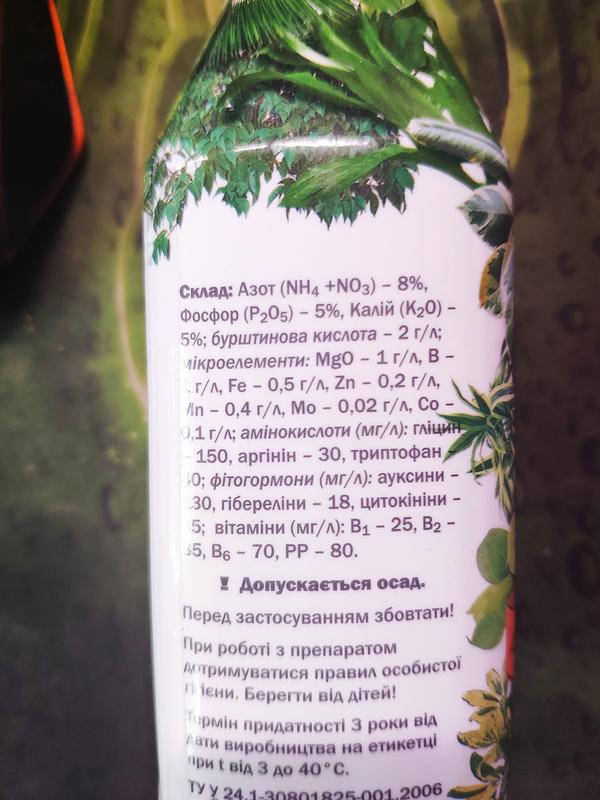 Склад: Азот (NH4 +NO3) – 8%,
Фосфор (P2O5) – 5%, Калій (K2O) –
5%; бурштинова кислота – 2 г/л;
мікроелементи: MgO – 1 г/л, B –
г/л, Fe – 0,5 г/л, Zn – 0,2 г/л,
Mn – 0,4 г/л, Mo – 0,02 г/л, Co –
0,1 г/л; амінокислоти (мг/л): гліцин
– 150, аргінін – 30, триптофан
; фітогормони (мг/л): ауксини –
, гібереліни – 18, цитокініни –
; вітаміни (мг/л): B1 – 25, B2 –
, B6 – 70, PP – 80.
! Допускається осад.
Перед застосуванням збовтати!
При роботі з препаратом
дотримуватися правил особистої
гігієни. Берегти від дітей!
Термін придатності 3 роки від
дати виробництва на етикетці
при t від 3 до 40°C.
ТУ У 24.1-30801825-001.2006